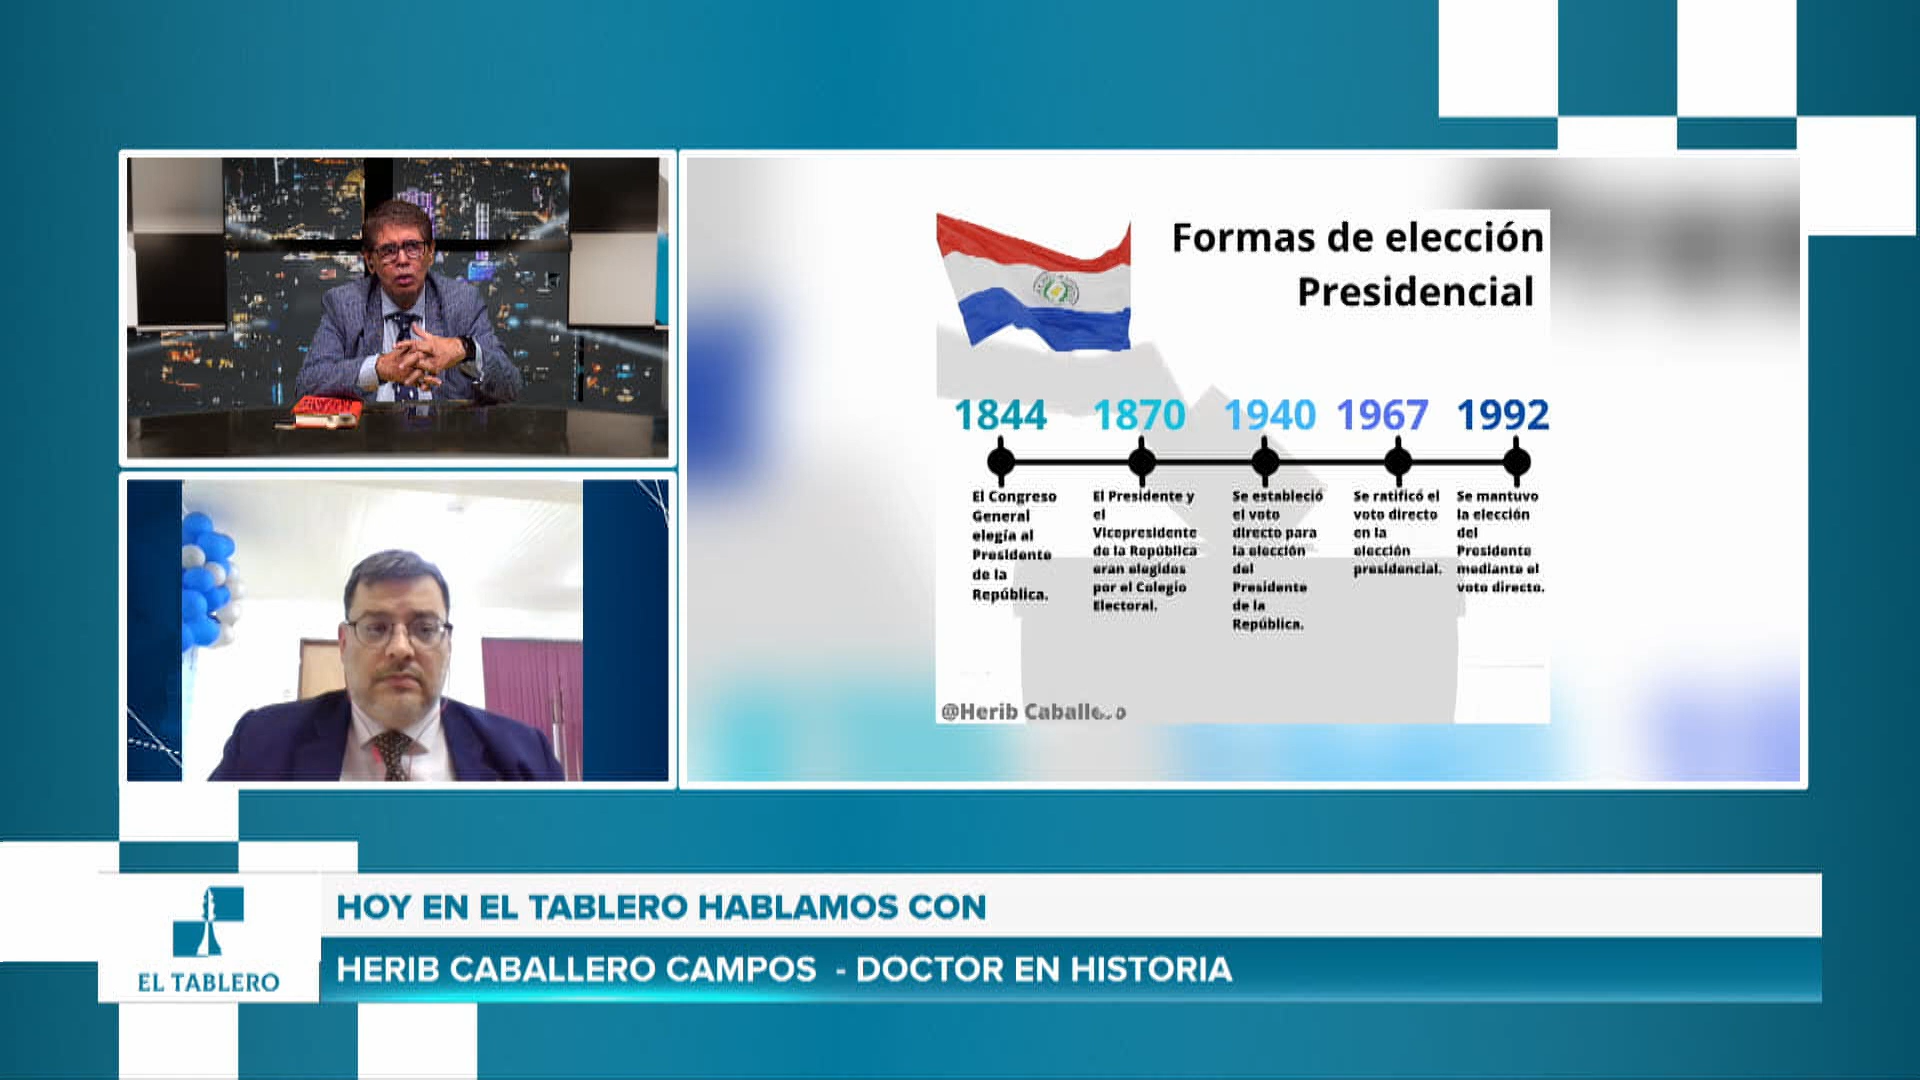 Formas de elección
Presidencial
1844
El Congreso
General
elegía al
Presidente
de la
República.
1870
El Presidente y
el
Vicepresidente
de la República
eran elegidos
por el Colegio
Electoral.
1940
Se estableció
el voto
directo para
la elección
del
Presidente
de la
República.
1967
Se ratificó el
voto directo
en la
elección
presidencial.
1992
Se mantuvo
la elección
del
Presidente
mediante el
voto directo.
@Herib Caballero
HOY EN EL TABLERO HABLAMOS CON
HERIB CABALLERO CAMPOS - DOCTOR EN HISTORIA
EL TABLERO